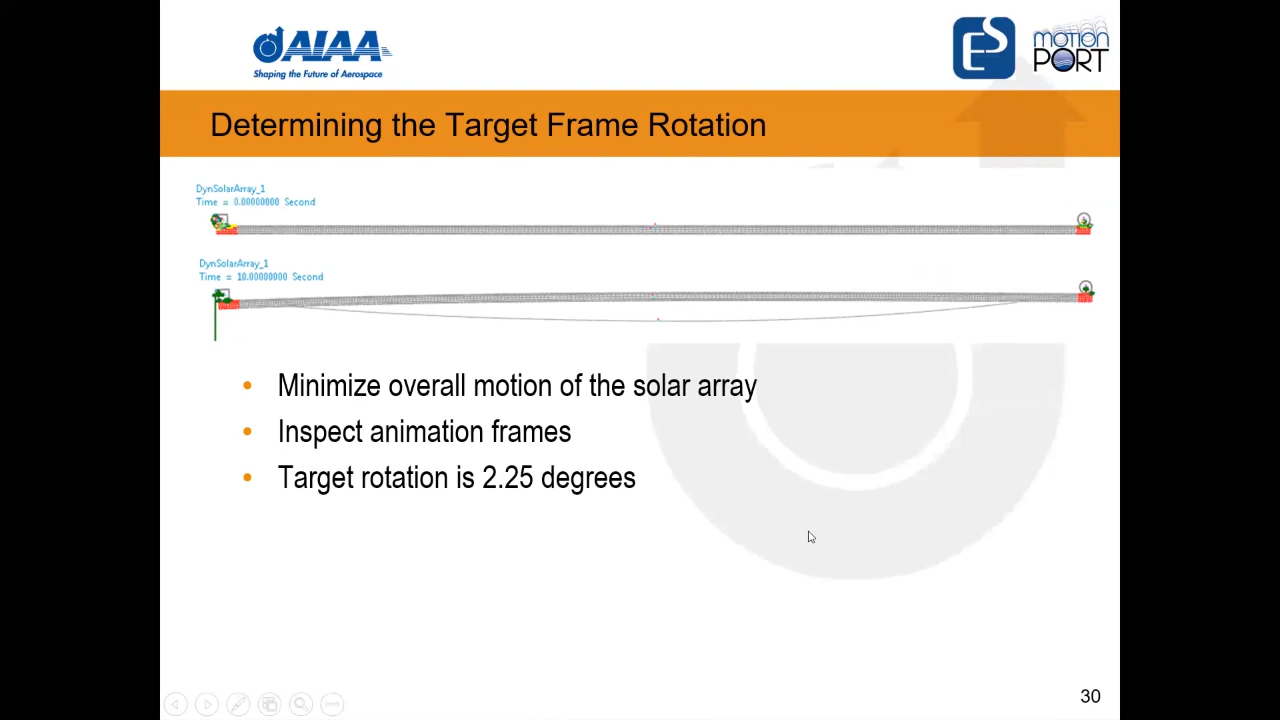 AIAA
Shaping the Future of Aerospace
ES
motion
PORT
Determining the Target Frame Rotation
DynSolarArray_1
Time = 0.00000000 Second
DynSolarArray_1
Time = 10.00000000 Second
• Minimize overall motion of the solar array
• Inspect animation frames
• Target rotation is 2.25 degrees
30